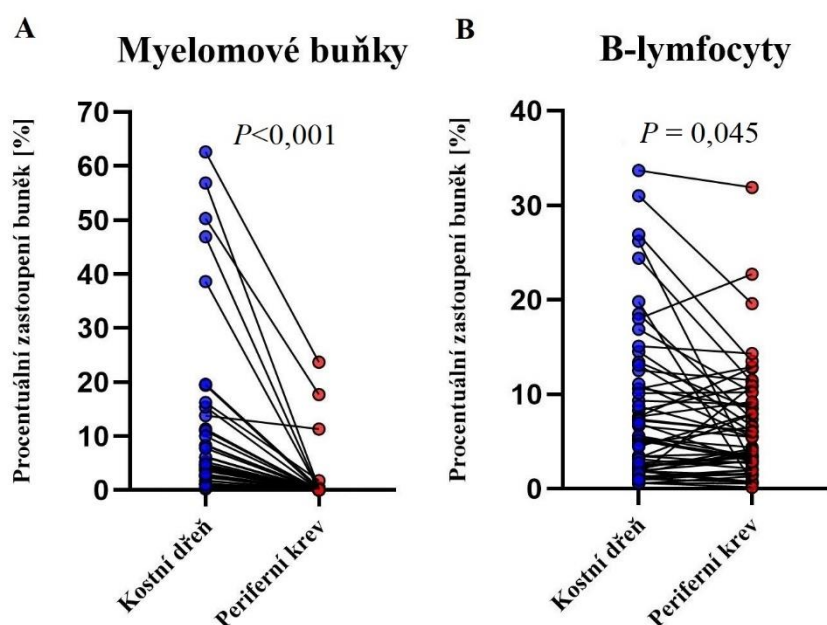 A
Myelomové buňky
Procentuální zastoupení buněk [%]
P<0,001
70
60
50
40
30
20
10
0
Kostní dřeň
Periferní krev
B
B-lymfocyty
Procentuální zastoupení buněk [%]
P = 0,045
40
30
20
10
0
Kostní dřeň
Periferní krev